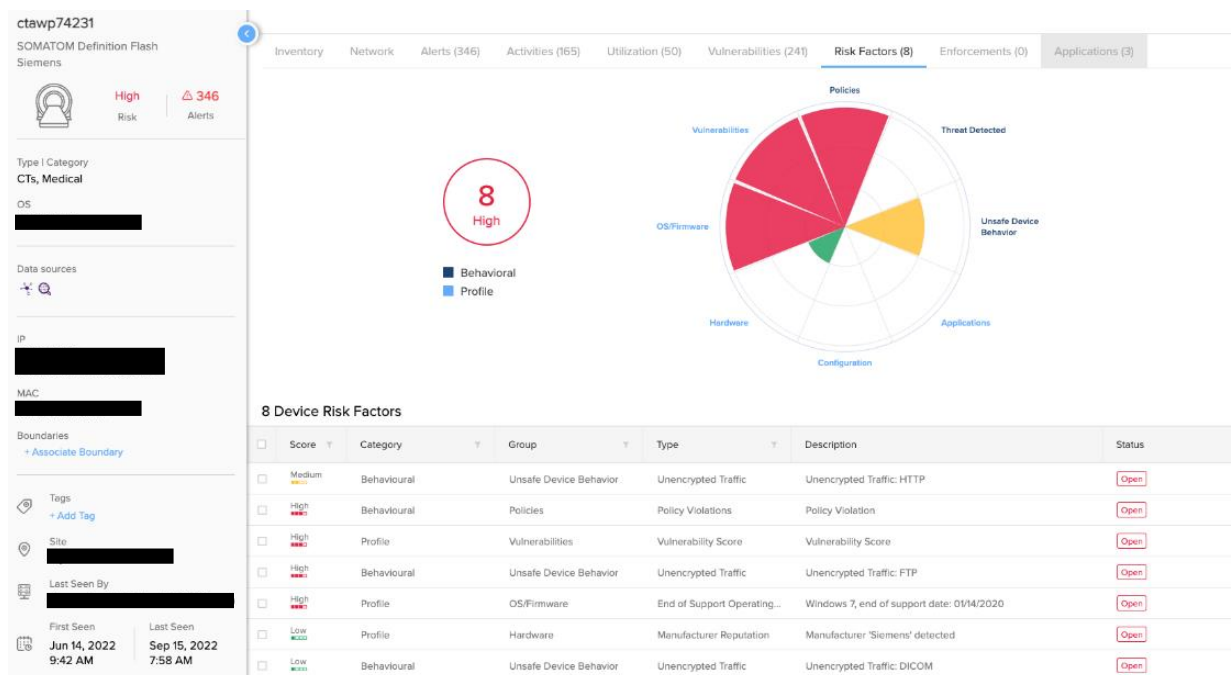 ctawp74231
SOMATOM Definition Flash
Siemens
High
Risk
346
Alerts
Type | Category
CTs, Medical
OS
Data sources
IP
MAC
Boundaries
+ Associate Boundary
Tags
+ Add Tag
Site
Last Seen By
First Seen
Jun 14, 2022
9:42 AM
Last Seen
Sep 15, 2022
7:58 AM
Inventory Network Alerts (346) Activities (165) Utilization (50) Vulnerabilities (241) Risk Factors (8) Enforcements (0) Applications (3)
8
High
Behavioral
Profile
Policies
Vulnerabilities
Threat Detected
OS/Firmware
Unsafe Device
Behavior
Hardware
Applications
Configuration
8 Device Risk Factors
Score Category Group Type Description Status
Medium Behavioural Unsafe Device Behavior Unencrypted Traffic Unencrypted Traffic: HTTP Open
High Behavioural Policies Policy Violations Policy Violation Open
High Profile Vulnerabilities Vulnerability Score Vulnerability Score Open
High Behavioural Unsafe Device Behavior Unencrypted Traffic Unencrypted Traffic: FTP Open
High Profile OS/Firmware End of Support Operating... Windows 7, end of support date: 01/14/2020 Open
Low Profile Hardware Manufacturer Reputation Manufacturer 'Siemens' detected Open
Low Behavioural Unsafe Device Behavior Unencrypted Traffic Unencrypted Traffic: DICOM Open